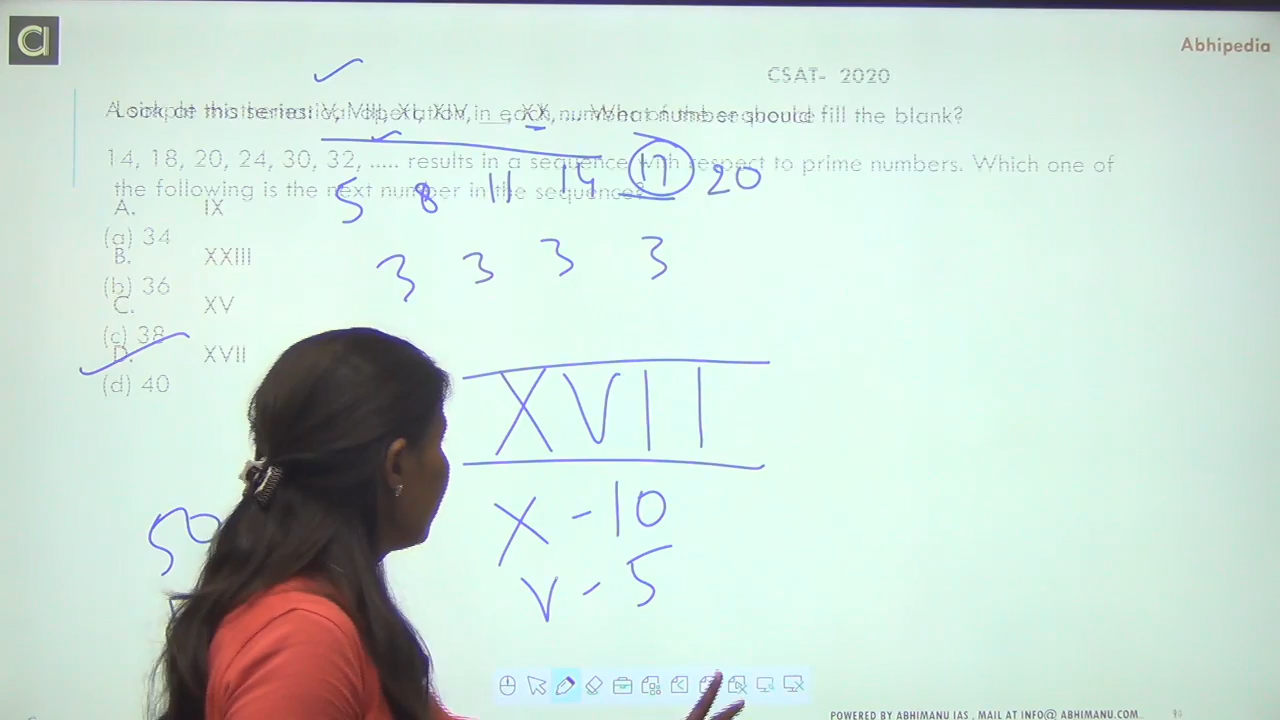 Abhipedia
CSAT- 2020
Look at this series: V, VIII, XI, XIV, __, XX, ... What number should fill the blank?
14, 18, 20, 24, 30, 32, ..... results in a sequence with respect to prime numbers. Which one of
the following is the next number in the sequence?
5 8 11 14 17 20
A. IX
(a) 34
3 3 3 3
B. XXIII
(b) 36
C. XV
(c) 38
D. XVII
(d) 40
XVII
X - 10
50
V - 5
POWERED BY ABHIMANU IAS , MAIL AT INFO@ ABHIMANU.COM